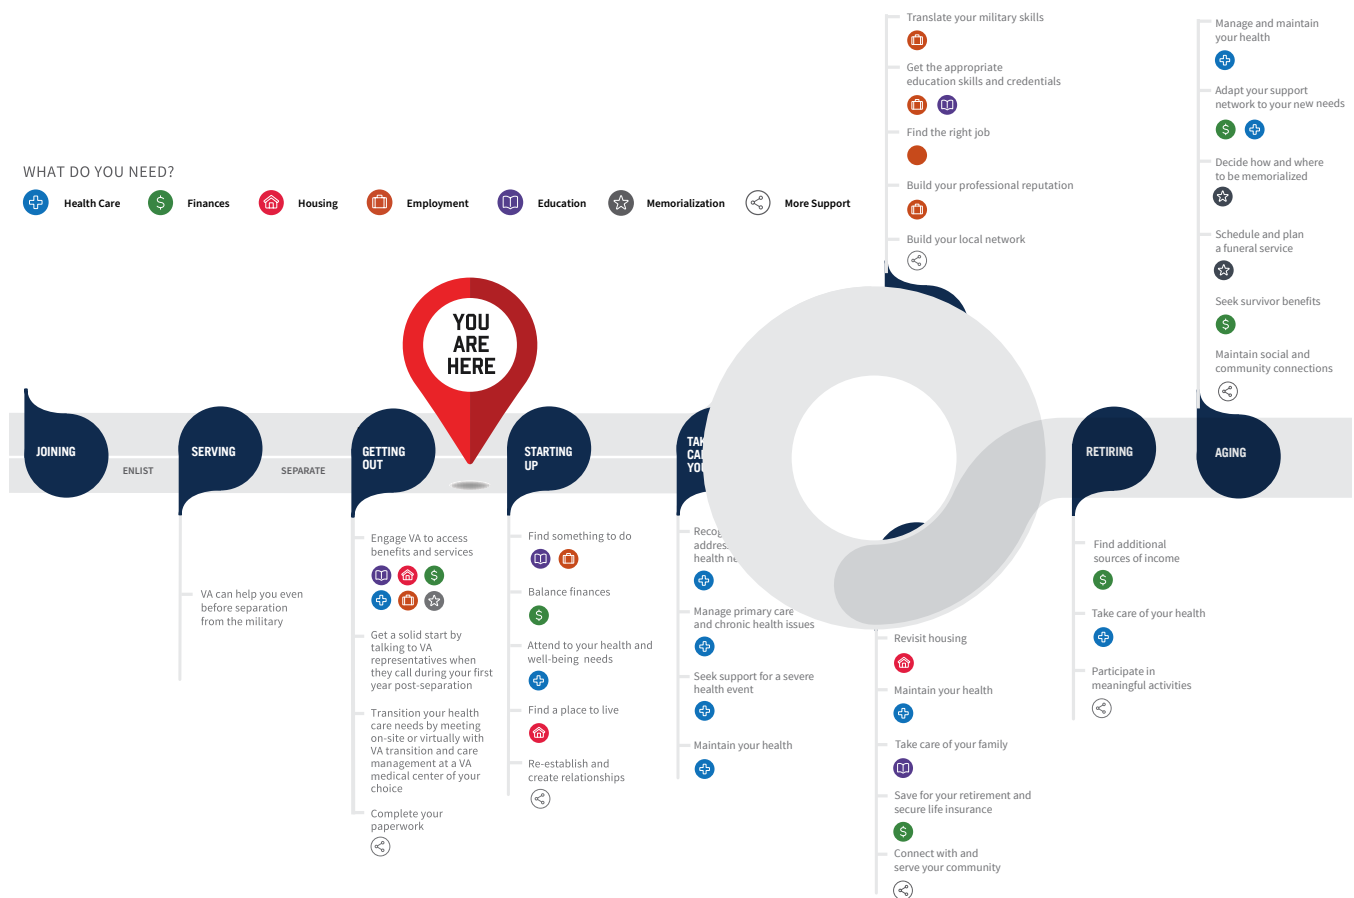 WHAT DO YOU NEED?
Health Care
Finances
Housing
Employment
Education
Memorialization
More Support
YOU
ARE
HERE
JOINING
ENLIST
SERVING
VA can help you even
before separation
from the military
SEPARATE
GETTING
OUT
Engage VA to access
benefits and services
Get a solid start by
talking to VA
representatives when
they call during your first
year post-separation
Transition your health
care needs by meeting
on-site or virtually with
VA transition and care
management at a VA
medical center of your
choice
Complete your
paperwork
STARTING
UP
Find something to do
Balance finances
Attend to your health and
well-being needs
Find a place to live
Re-establish and
create relationships
health
Manage primary care
and chronic health issues
Seek support for a severe
health event
Maintain your health
Translate your military skills
Get the appropriate
education skills and credentials
Find the right job
Build your professional reputation
Build your local network
Revisit housing
Maintain your health
Take care of your family
Save for your retirement and
secure life insurance
Connect with and
serve your community
RETIRING
Find additional
sources of income
Take care of your health
Participate in
meaningful activities
Manage and maintain
your health
Adapt your support
network to your new needs
Decide how and where
to be memorialized
Schedule and plan
a funeral service
Seek survivor benefits
Maintain social and
community connections
AGING